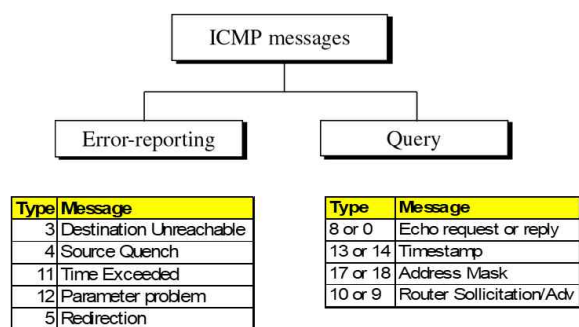 ICMP messages
Error-reporting
Query
Type Message
3 Destination Unreachable
4 Source Quench
11 Time Exceeded
12 Parameter problem
5 Redirection
Type Message
8 or 0 Echo request or reply
13 or 14 Timestamp
17 or 18 Address Mask
10 or 9 Router Sollicitation/Adv